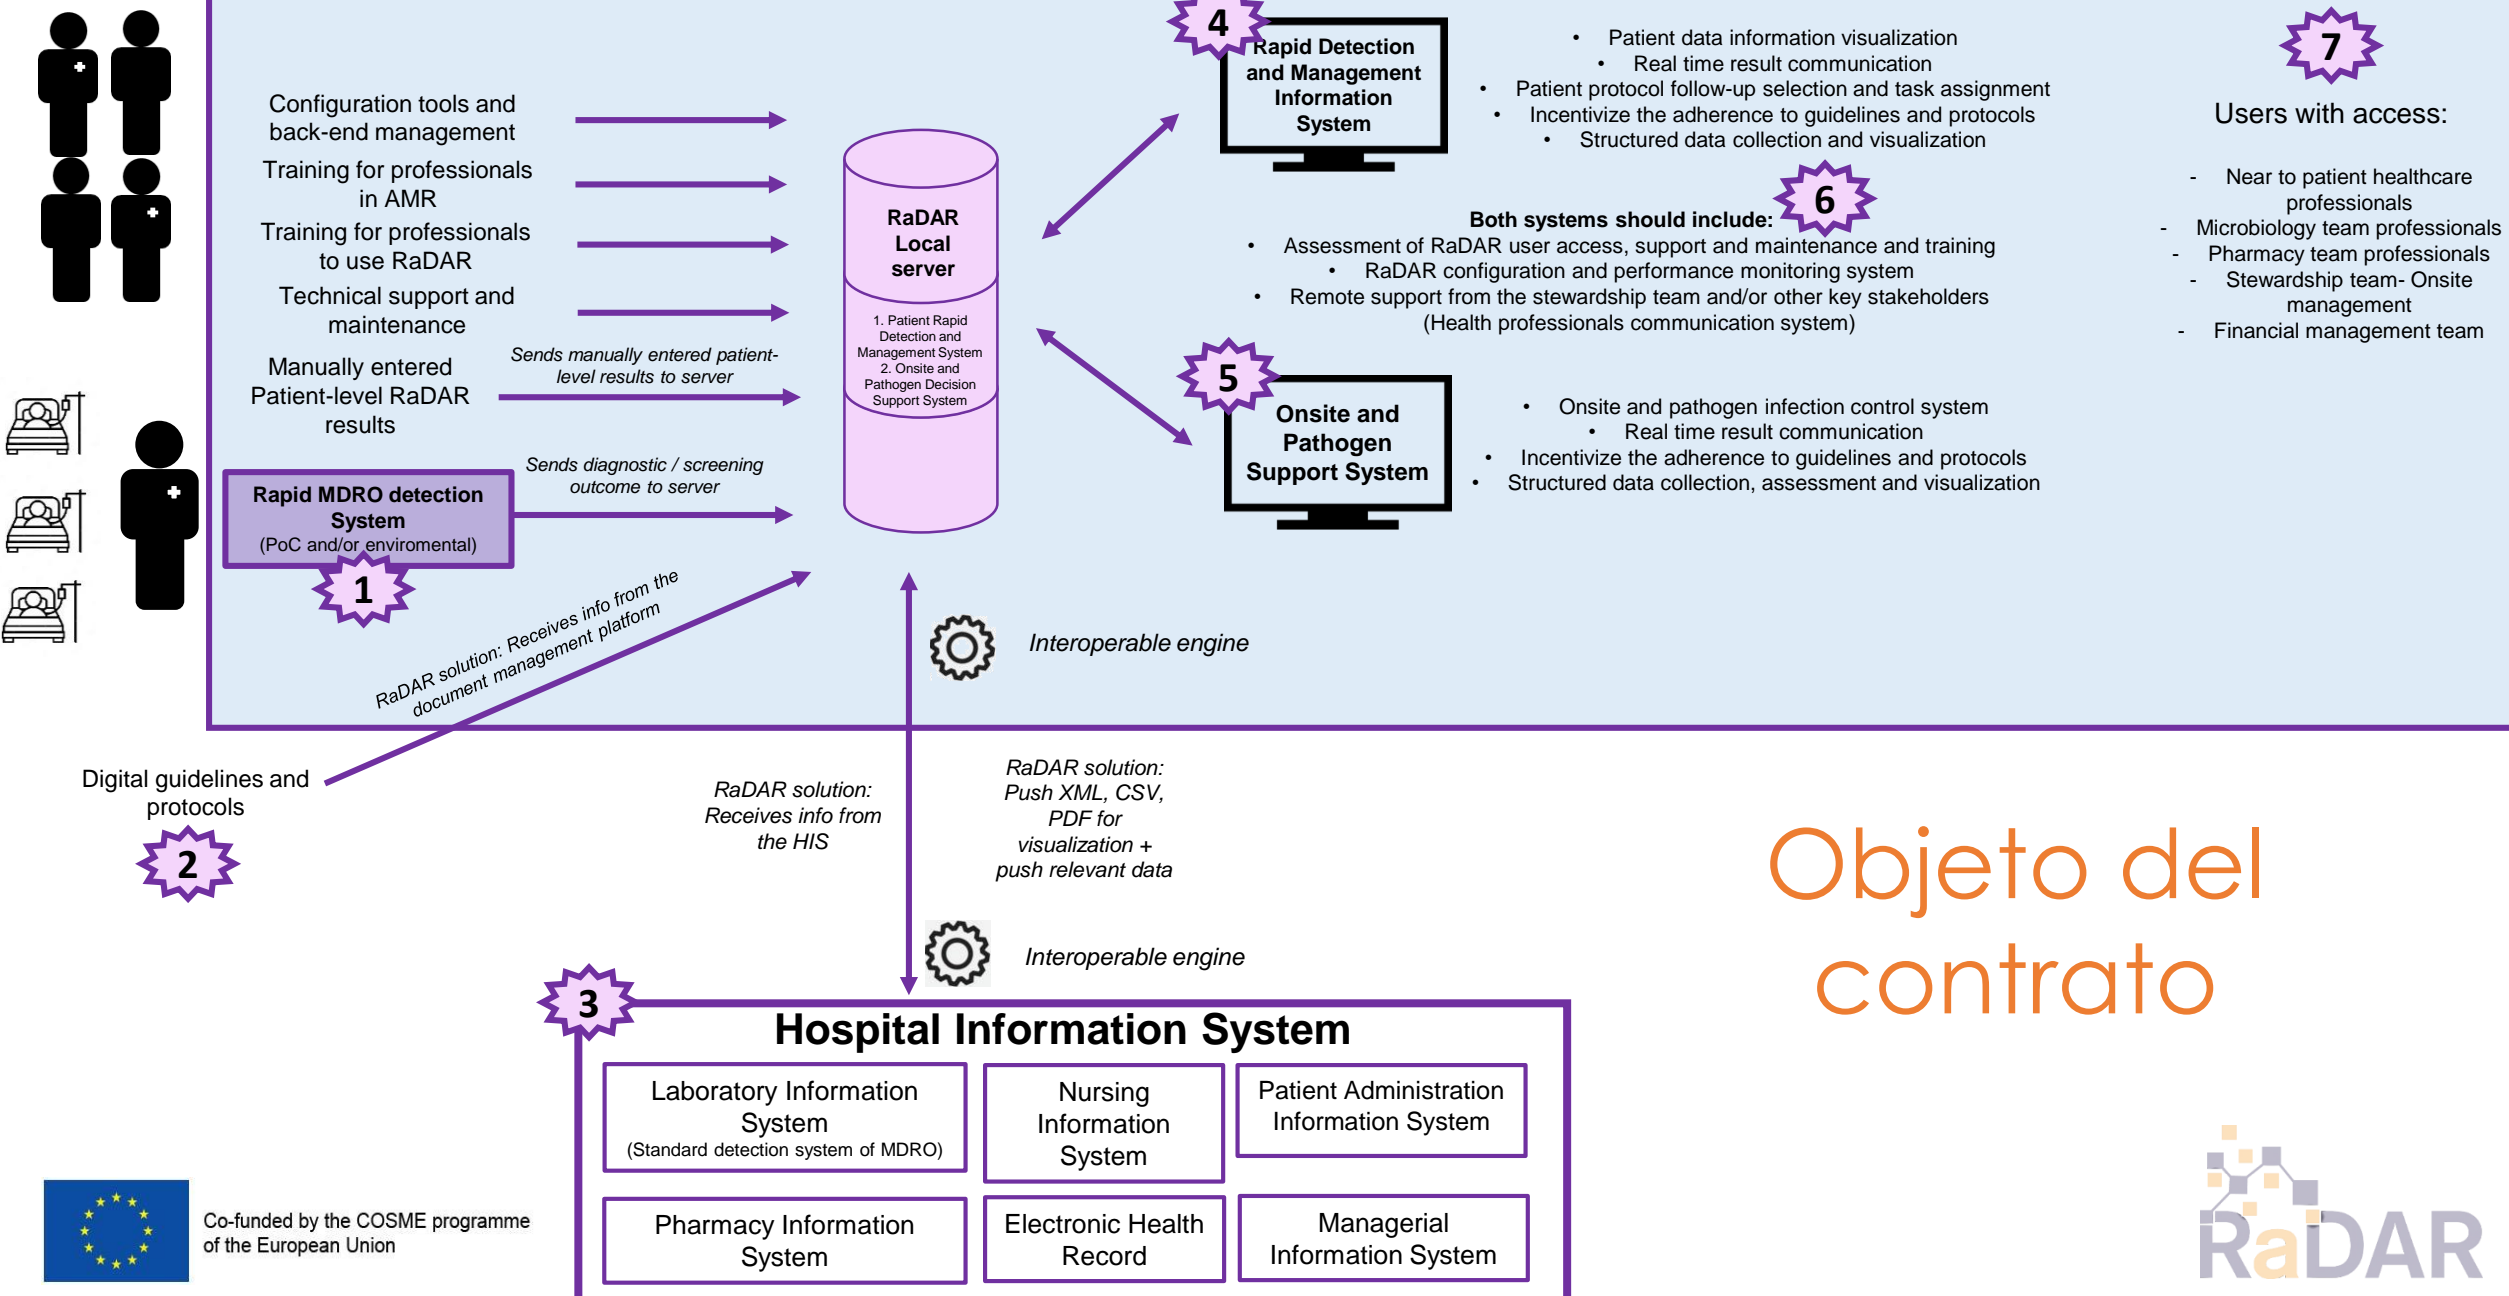 Configuration tools and
back-end management
Training for professionals
in AMR
Training for professionals
to use RaDAR
Technical support and
maintenance
Manually entered
Patient-level RaDAR
results
Sends manually entered patient-
level results to server
Rapid MDRO detection
System
(PoC and/or enviromental)
1
Sends diagnostic / screening
outcome to server
RaDAR solution: Receives info from the
document management platform
Digital guidelines and
protocols
2
RaDAR
Local
server
1. Patient Rapid
Detection and
Management System
2. Onsite and
Pathogen Decision
Support System
4
Rapid Detection
and Management
Information
System
• Patient data information visualization
• Real time result communication
• Patient protocol follow-up selection and task assignment
• Incentivize the adherence to guidelines and protocols
• Structured data collection and visualization
6
Both systems should include:
• Assessment of RaDAR user access, support and maintenance and training
• RaDAR configuration and performance monitoring system
• Remote support from the stewardship team and/or other key stakeholders
(Health professionals communication system)
5
Onsite and
Pathogen
Support System
• Onsite and pathogen infection control system
• Real time result communication
• Incentivize the adherence to guidelines and protocols
• Structured data collection, assessment and visualization
7
Users with access:
- Near to patient healthcare
professionals
- Microbiology team professionals
- Pharmacy team professionals
- Stewardship team- Onsite
management
- Financial management team
Interoperable engine
RaDAR solution:
Receives info from
the HIS
RaDAR solution:
Push XML, CSV,
PDF for
visualization +
push relevant data
Interoperable engine
3
Hospital Information System
Laboratory Information
System
(Standard detection system of MDRO)
Nursing
Information
System
Patient Administration
Information System
Pharmacy Information
System
Electronic Health
Record
Managerial
Information System
Objeto del
contrato
Co-funded by the COSME programme
of the European Union
RaDAR